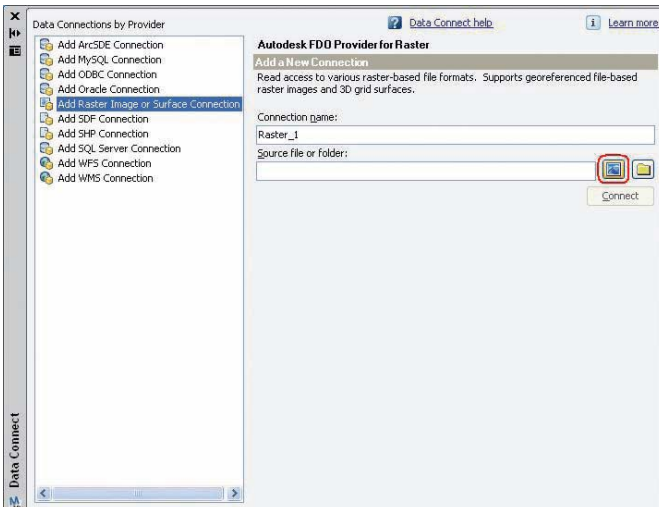 Data Connections by Provider
Data Connect help
Learn more
Add ArcSDE Connection
Add MySQL Connection
Add ODBC Connection
Add Oracle Connection
Add Raster Image or Surface Connection
Add SDF Connection
Add SHP Connection
Add SQL Server Connection
Add WFS Connection
Add WMS Connection
Autodesk FDO Provider for Raster
Add a New Connection
Read access to various raster-based file formats. Supports georeferenced file-based
raster images and 3D grid surfaces.
Connection name:
Raster_1
Source file or folder:
Connect
Data Connect